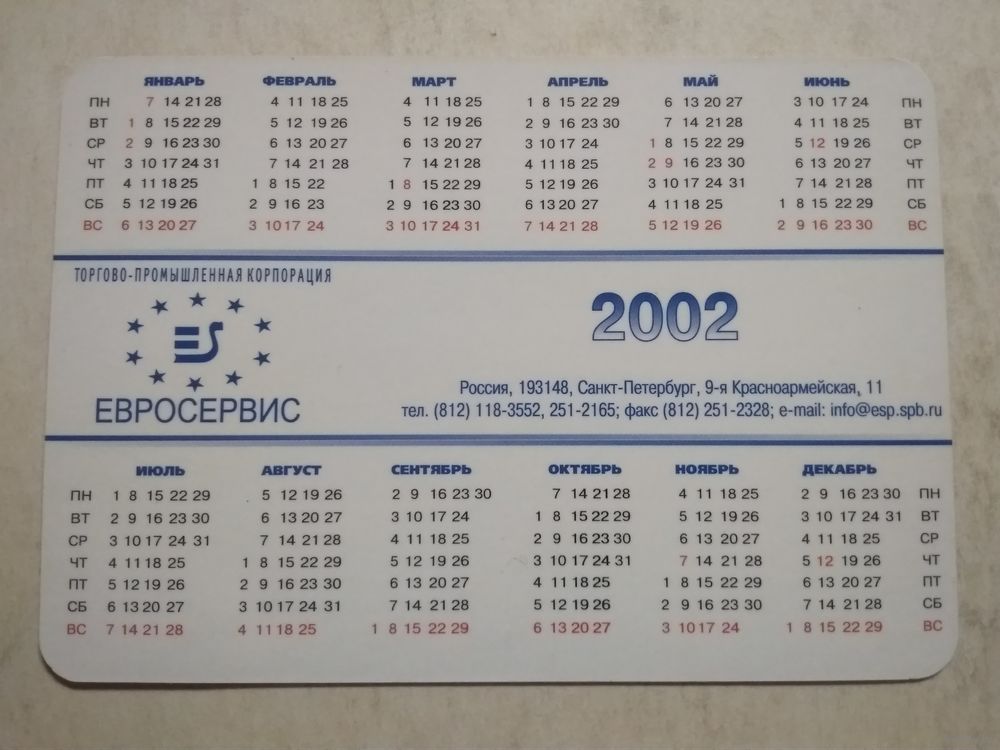 ЯНВАРЬ ФЕВРАЛЬ МАРТ АПРЕЛЬ МАЙ ИЮНЬ
ПН 7 14 21 28 4 11 18 25 4 11 18 25 1 8 15 22 29 6 13 20 27 3 10 17 24 ПН
ВТ 1 8 15 22 29 5 12 19 26 5 12 19 26 2 9 16 23 30 7 14 21 28 4 11 18 25 ВТ
СР 2 9 16 23 30 6 13 20 27 6 13 20 27 3 10 17 24 1 8 15 22 29 5 12 19 26 СР
ЧТ 3 10 17 24 31 7 14 21 28 7 14 21 28 4 11 18 25 2 9 16 23 30 6 13 20 27 ЧТ
ПТ 4 11 18 25 1 8 15 22 1 8 15 22 29 5 12 19 26 3 10 17 24 31 7 14 21 28 ПТ
СБ 5 12 19 26 2 9 16 23 2 9 16 23 30 6 13 20 27 4 11 18 25 1 8 15 22 29 СБ
ВС 6 13 20 27 3 10 17 24 3 10 17 24 31 7 14 21 28 5 12 19 26 2 9 16 23 30 ВС
ТОРГОВО-ПРОМЫШЛЕННАЯ КОРПОРАЦИЯ
ES
ЕВРОСЕРВИС
2002
Россия, 193148, Санкт-Петербург, 9-я Красноармейская, 11
тел. (812) 118-3552, 251-2165; факс (812) 251-2328; e-mail: info@esp.spb.ru
ИЮЛЬ АВГУСТ СЕНТЯБРЬ ОКТЯБРЬ НОЯБРЬ ДЕКАБРЬ
ПН 1 8 15 22 29 5 12 19 26 2 9 16 23 30 7 14 21 28 4 11 18 25 2 9 16 23 30 ПН
ВТ 2 9 16 23 30 6 13 20 27 3 10 17 24 1 8 15 22 29 5 12 19 26 3 10 17 24 31 ВТ
СР 3 10 17 24 31 7 14 21 28 4 11 18 25 2 9 16 23 30 6 13 20 27 4 11 18 25 СР
ЧТ 4 11 18 25 1 8 15 22 29 5 12 19 26 3 10 17 24 31 7 14 21 28 5 12 19 26 ЧТ
ПТ 5 12 19 26 2 9 16 23 30 6 13 20 27 4 11 18 25 1 8 15 22 29 6 13 20 27 ПТ
СБ 6 13 20 27 3 10 17 24 31 7 14 21 28 5 12 19 26 2 9 16 23 30 7 14 21 28 СБ
ВС 7 14 21 28 4 11 18 25 1 8 15 22 29 6 13 20 27 3 10 17 24 1 8 15 22 29 ВС